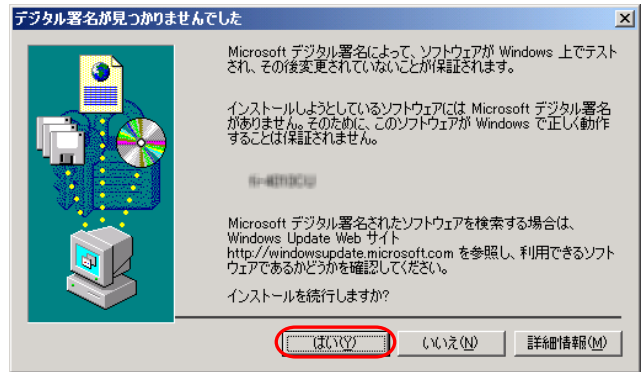 デジタル署名が見つかりませんでした
Microsoft デジタル署名によって、ソフトウェアが Windows 上でテスト
され、その後変更されていないことが保証されます。
インストールしようとしているソフトウェアには Microsoft デジタル署名
がありません。そのために、このソフトウェアが Windows で正しく動作
することは保証されません。
Microsoft デジタル署名されたソフトウェアを検索する場合は、
Windows Update Web サイト
http://windowsupdate.microsoft.com を参照し、利用できるソフト
ウェアであるかどうかを確認してください。
インストールを続行しますか?
はい(Y) いいえ(N) 詳細情報(M)